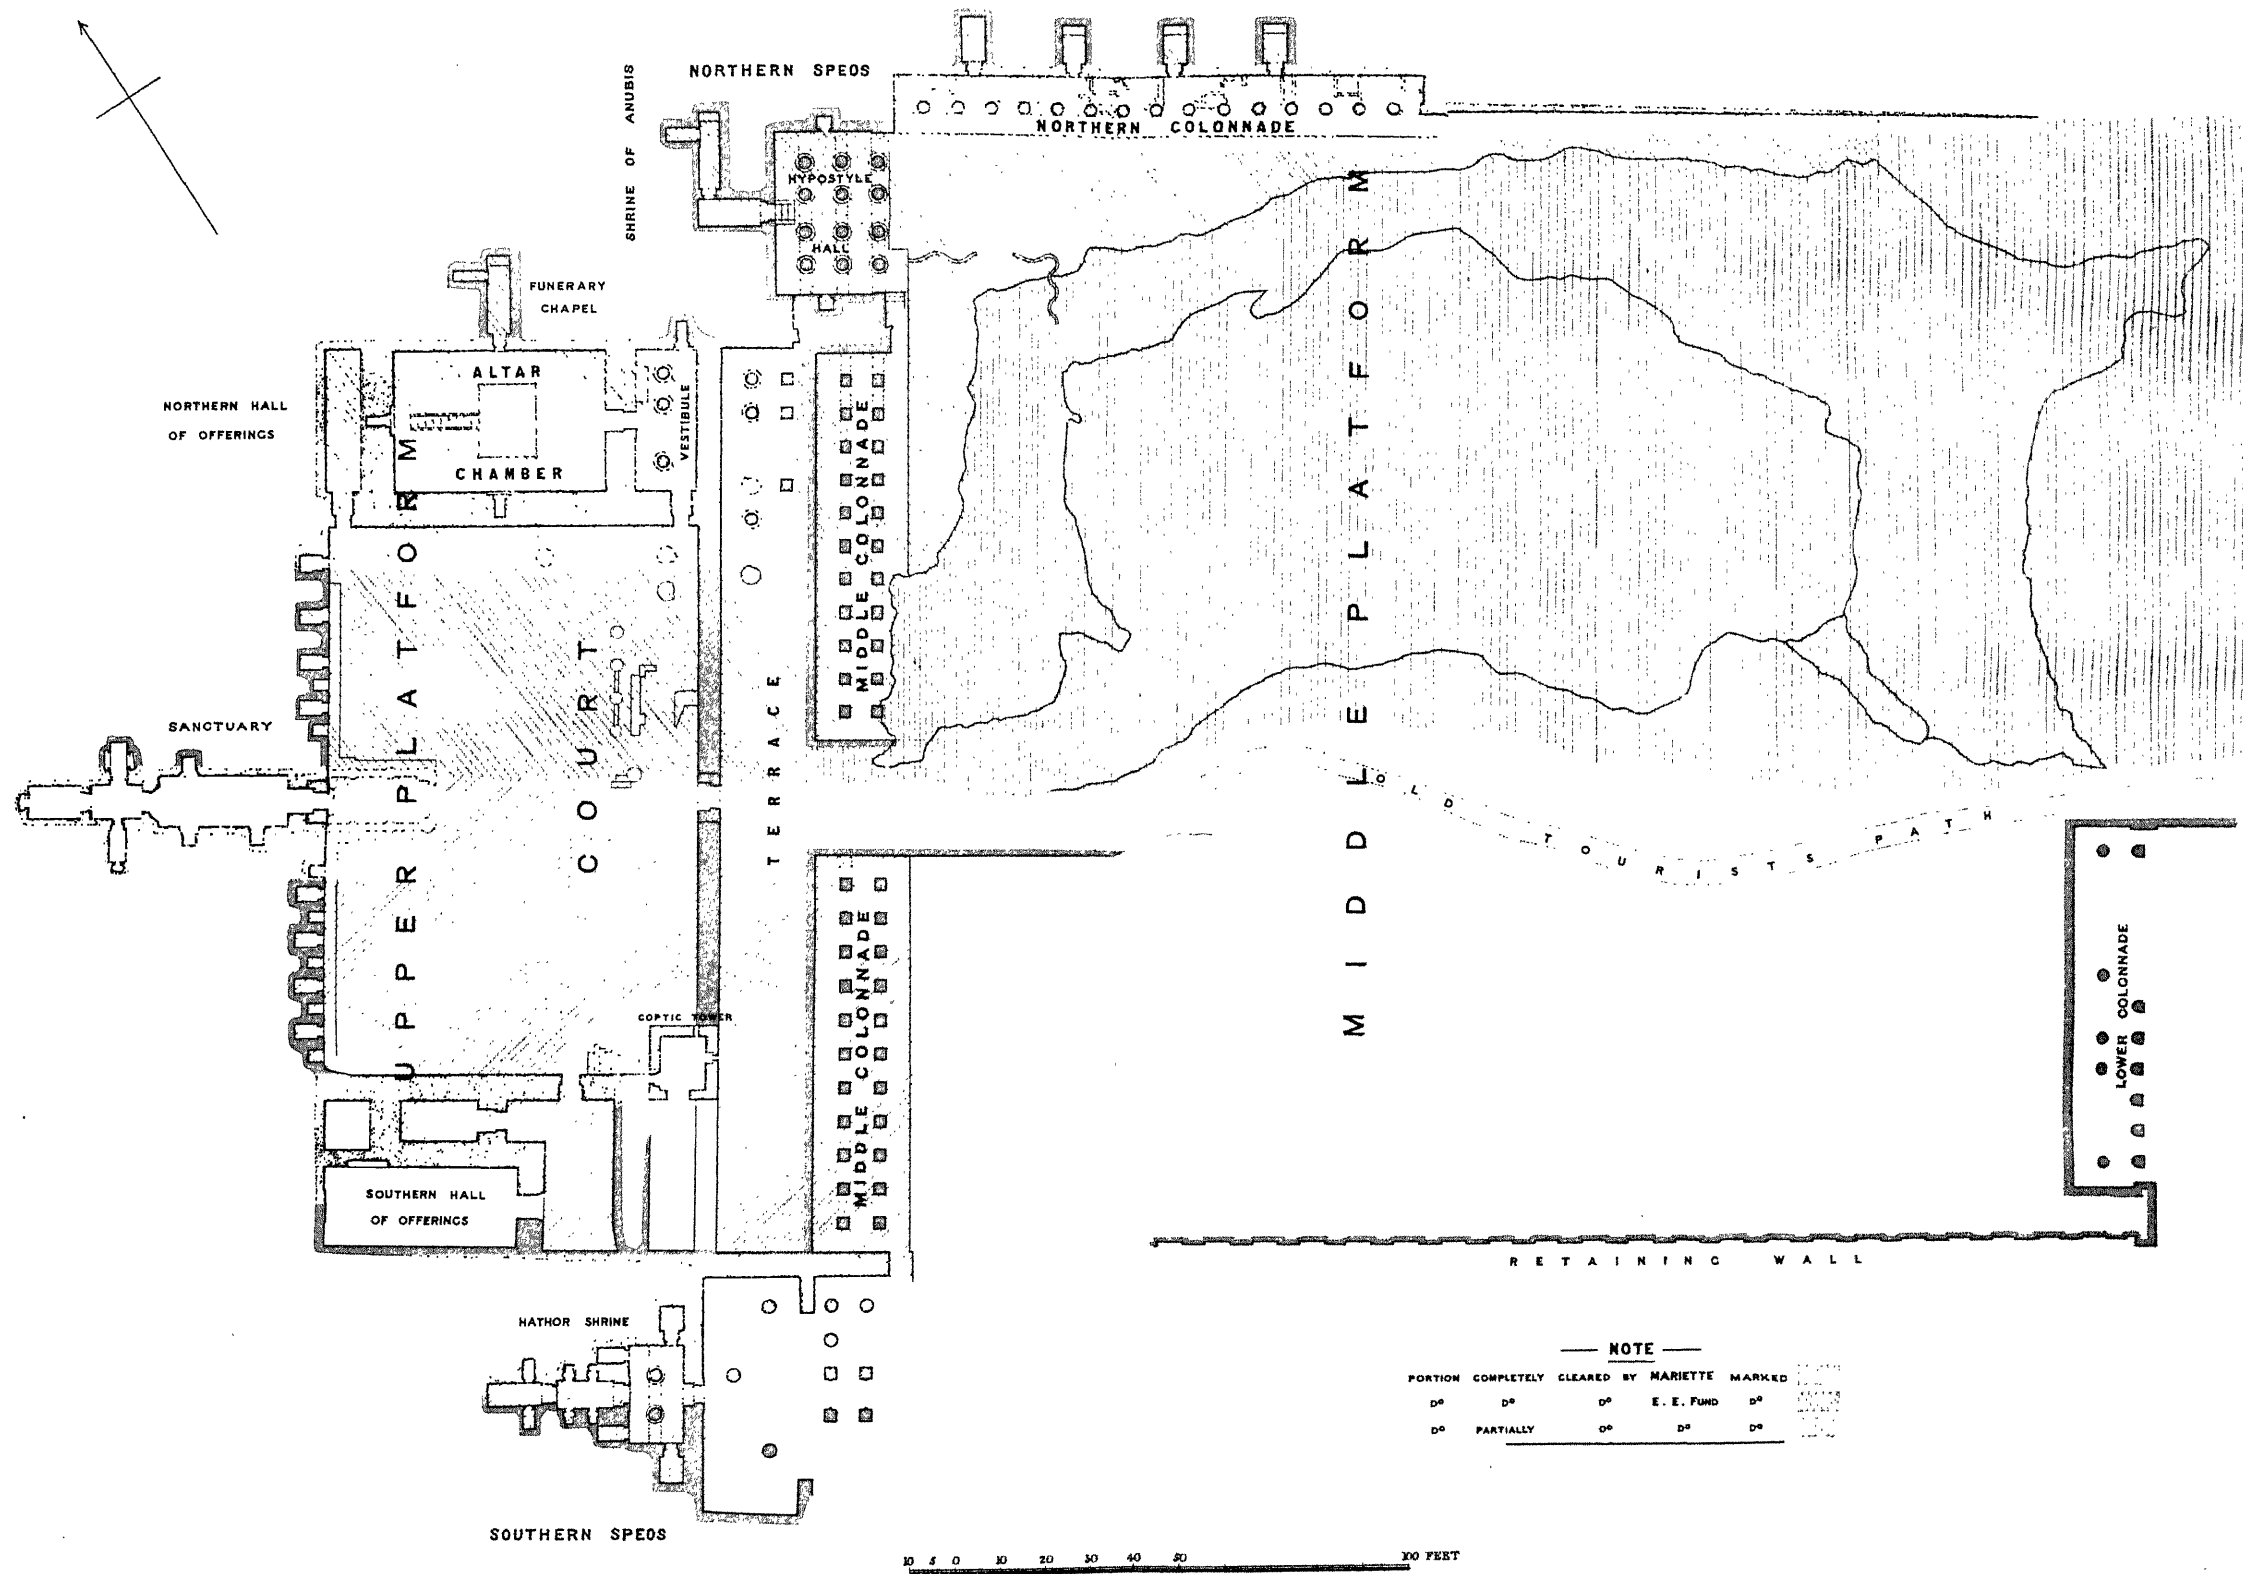 NORTHERN SPEOS
SHRINE OF ANUBIS
NORTHERN COLONNADE
HYPOSTYLE
HALL
FUNERARY
CHAPEL
ALTAR
CHAMBER
VESTIBULE
NORTHERN HALL
OF OFFERINGS
MIDDLE COLONNADE
UPPER PLATFORM
COURT
TERRACE
MIDDLE PLATFORM
SANCTUARY
OLD TOURISTS PATH
MIDDLE COLONNADE
LOWER COLONNADE
COPTIC TOWER
SOUTHERN HALL
OF OFFERINGS
RETAINING WALL
HATHOR SHRINE
SOUTHERN SPEOS
NOTE
PORTION COMPLETELY CLEARED BY MARIETTE MARKED
Dº Dº Dº E. E. FUND Dº
Dº PARTIALLY Dº Dº Dº
10 5 0 10 20 30 40 50 100 FEET